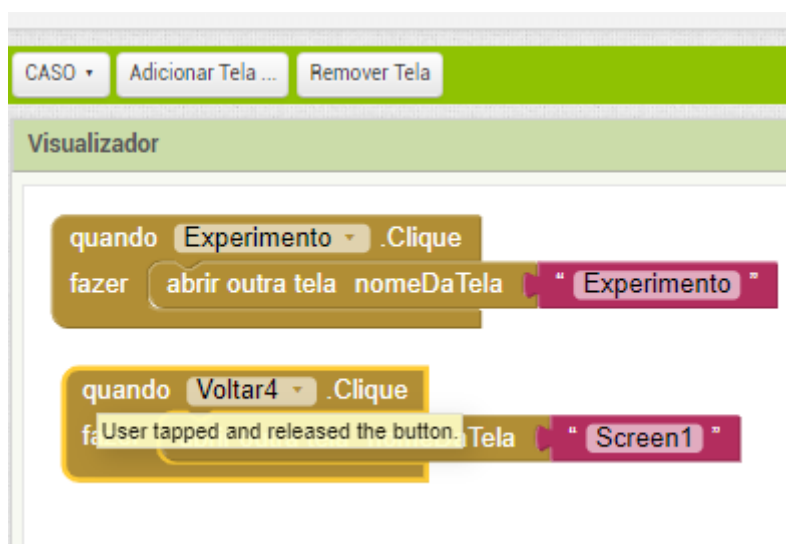 CASO Adicionar Tela ... Remover Tela
Visualizador
quando Experimento .Clique
fazer abrir outra tela nomeDaTela " Experimento "
quando Voltar4 .Clique
User tapped and released the button. Tela " Screen1 "